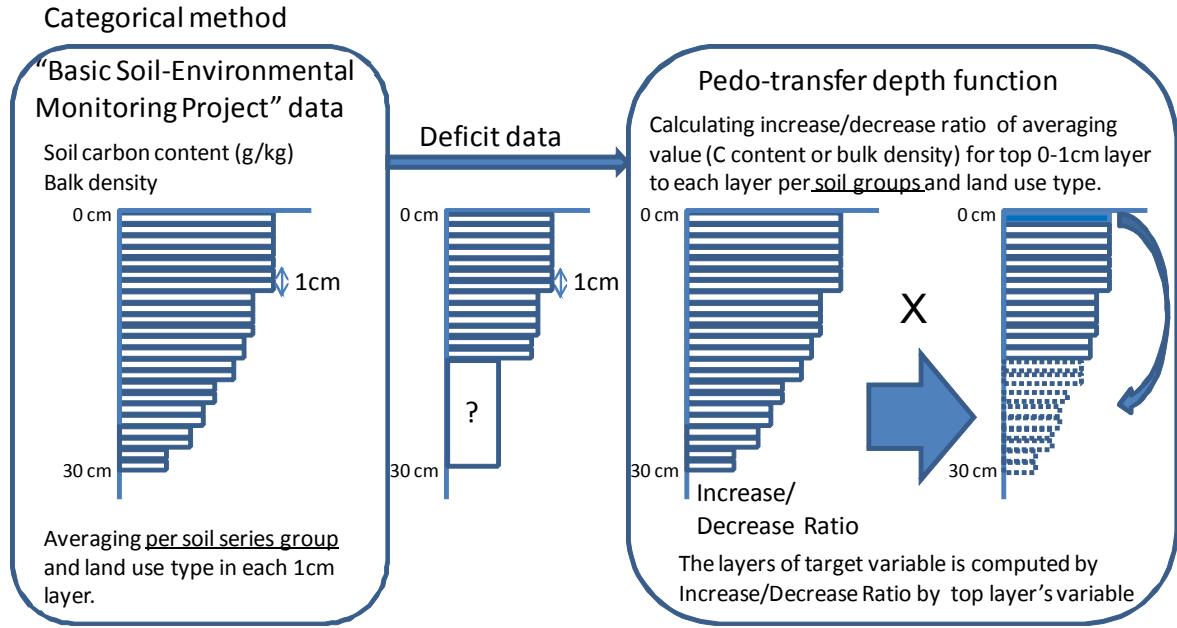 Categorical method
“Basic Soil-Environmental
Monitoring Project” data
Soil carbon content (g/kg)
Balk density
0 cm
1cm
30 cm
Averaging per soil series group
and land use type in each 1cm
layer.
Deficit data
0 cm
1cm
?
30 cm
Pedo-transfer depth function
Calculating increase/decrease ratio of averaging
value (C content or bulk density) for top 0-1cm layer
to each layer per soil groups and land use type.
0 cm
30 cm
X
0 cm
30 cm
Increase/
Decrease Ratio
The layers of target variable is computed by
Increase/Decrease Ratio by top layer’s variable